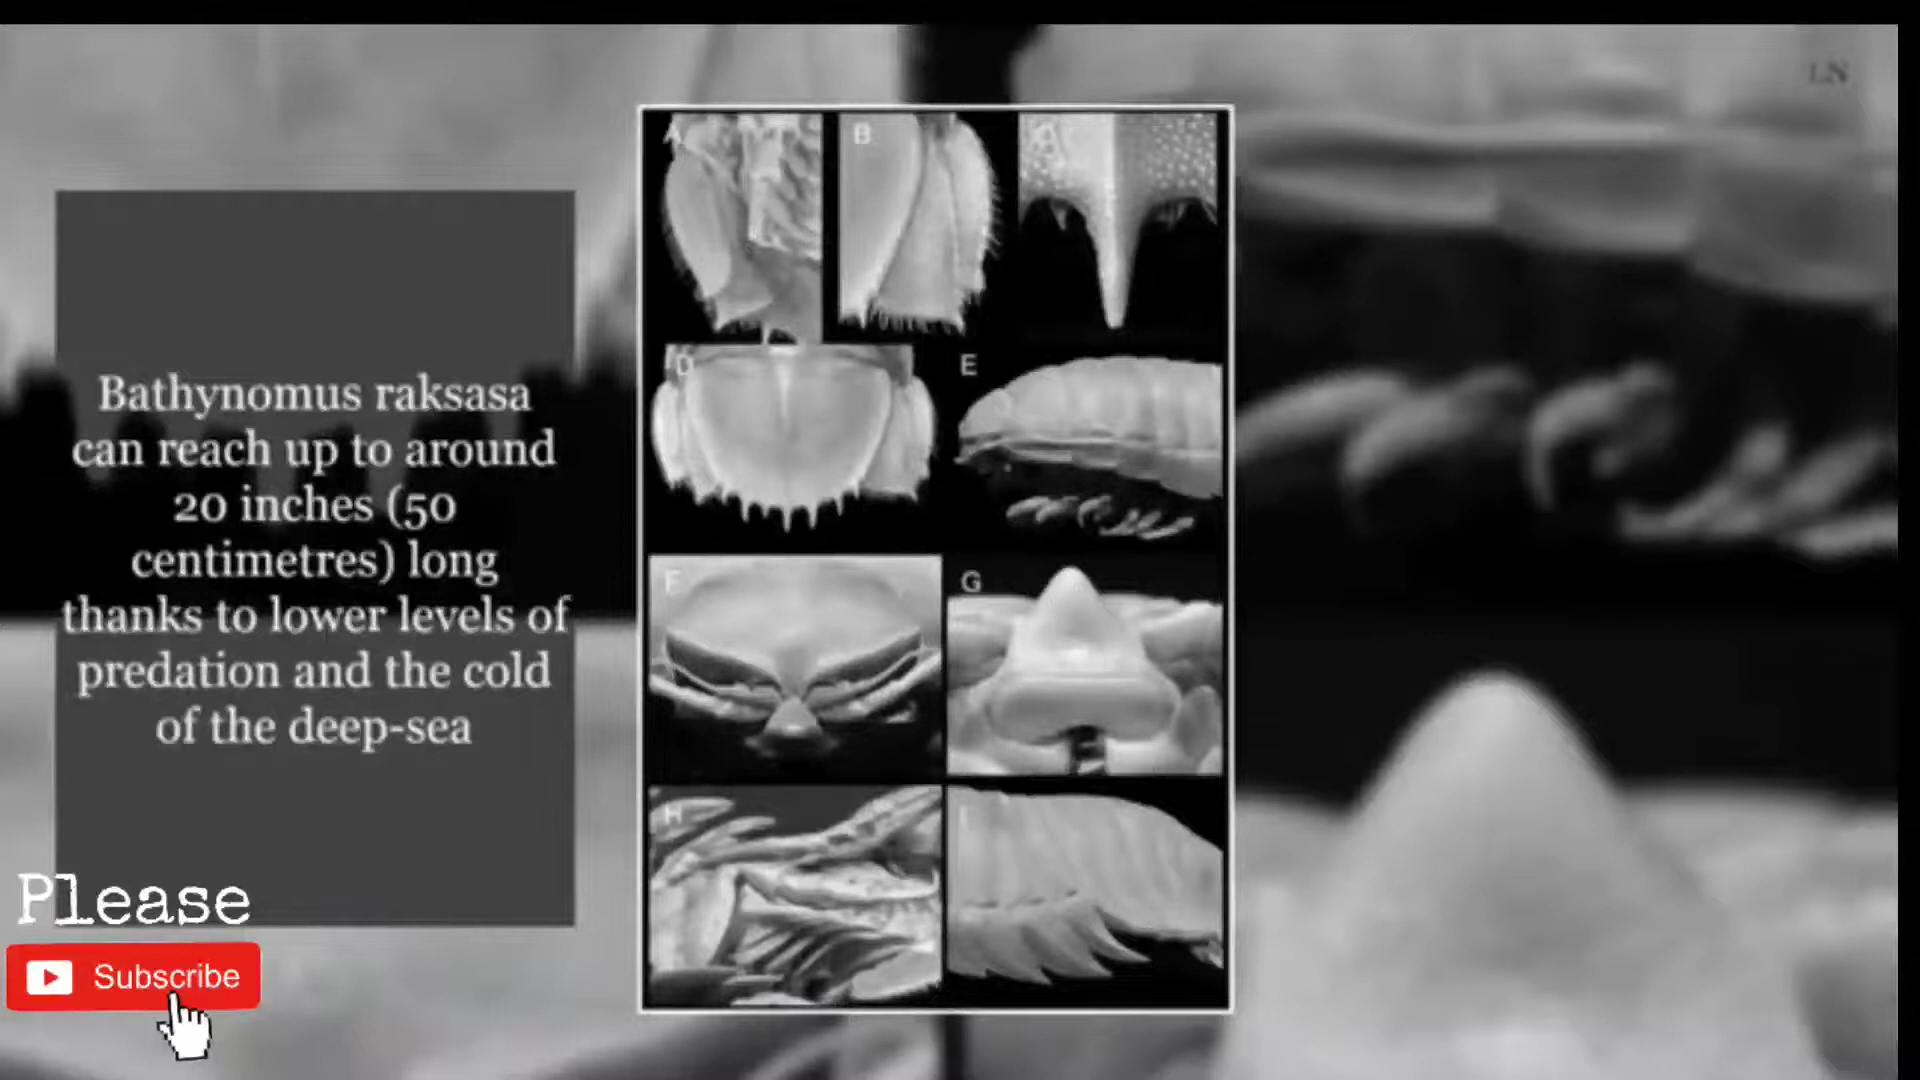 LN
A
B
C
Bathynomus raksasa
can reach up to around
20 inches (50
centimetres) long
thanks to lower levels of
predation and the cold
of the deep-sea
D
E
F
G
H
I
Please
Subscribe